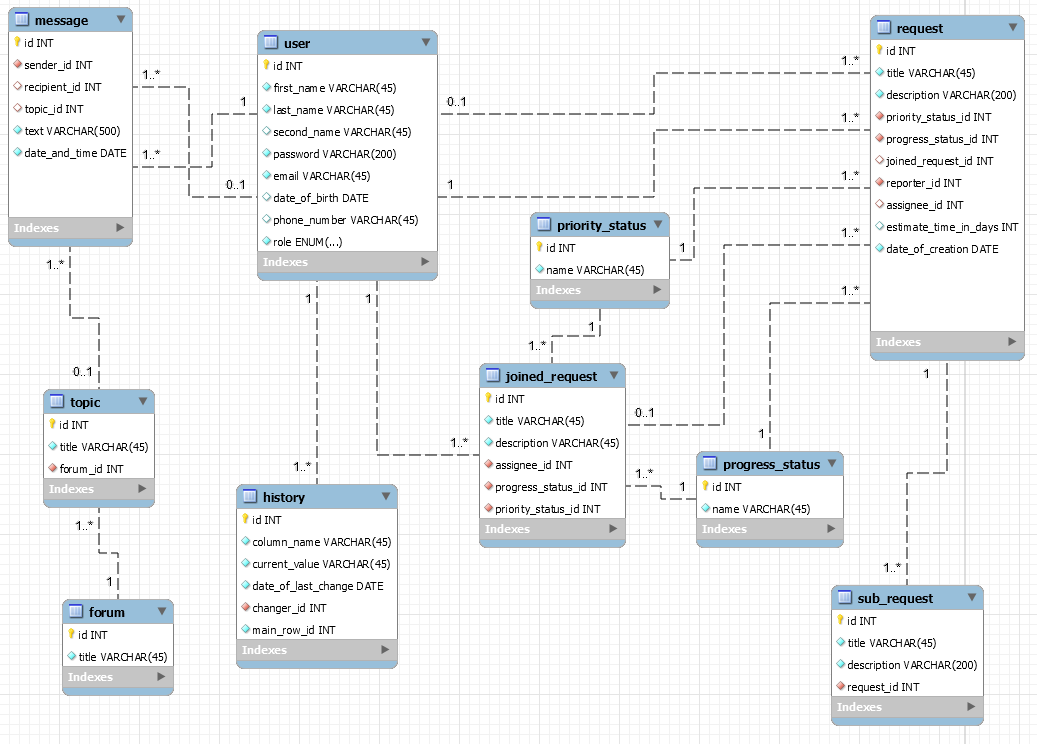 message
id INT
sender_id INT
recipient_id INT
topic_id INT
text VARCHAR(500)
date_and_time DATE
Indexes
1..*
1..*
1
0..1
user
id INT
first_name VARCHAR(45)
last_name VARCHAR(45)
second_name VARCHAR(45)
password VARCHAR(200)
email VARCHAR(45)
date_of_birth DATE
phone_number VARCHAR(45)
role ENUM(...)
Indexes
0..1
1
1..*
1..*
1..*
1..*
1..*
request
id INT
title VARCHAR(45)
description VARCHAR(200)
priority_status_id INT
progress_status_id INT
joined_request_id INT
reporter_id INT
assignee_id INT
estimate_time_in_days INT
date_of_creation DATE
Indexes
priority_status
id INT
name VARCHAR(45)
Indexes
1
1
1..*
1..*
0..1
topic
id INT
title VARCHAR(45)
forum_id INT
Indexes
1..*
1
forum
id INT
title VARCHAR(45)
Indexes
1
1
1..*
1..*
history
id INT
column_name VARCHAR(45)
current_value VARCHAR(45)
date_of_last_change DATE
changer_id INT
main_row_id INT
Indexes
joined_request
id INT
title VARCHAR(45)
description VARCHAR(45)
assignee_id INT
progress_status_id INT
priority_status_id INT
Indexes
0..1
1..*
1
1
progress_status
id INT
name VARCHAR(45)
Indexes
1
1..*
sub_request
id INT
title VARCHAR(45)
description VARCHAR(200)
request_id INT
Indexes